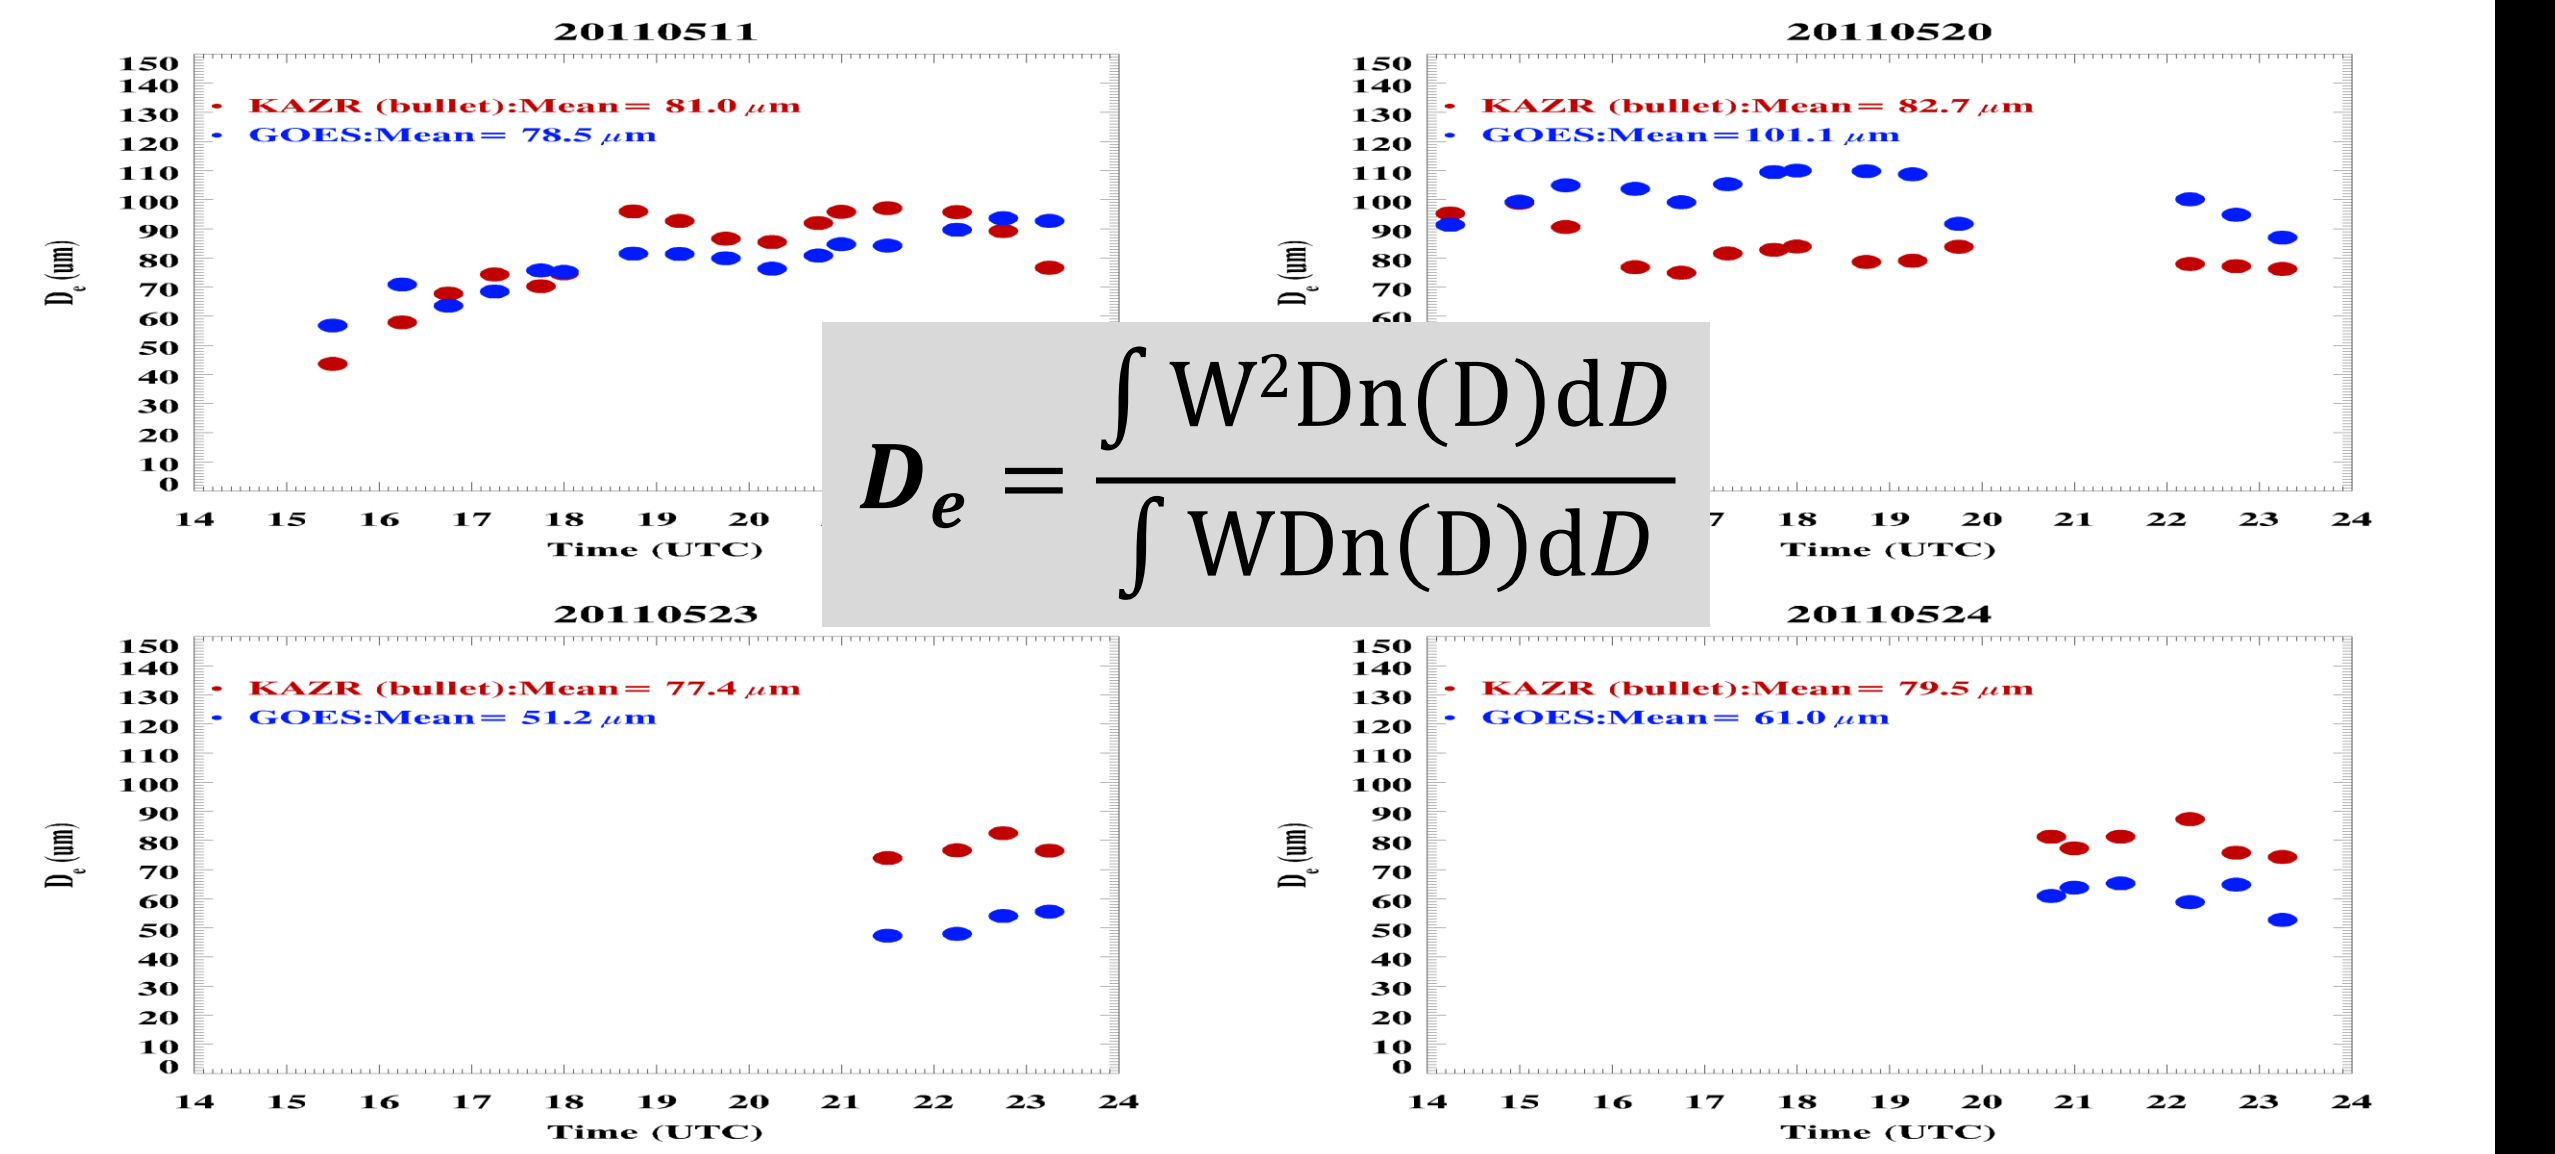 20110511
150
140
130
120
110
100
90
80
70
60
50
40
30
20
10
0
• KAZR (bullet):Mean= 81.0 μm
• GOES:Mean= 78.5 μm
D_e (um)
14 15 16 17 18 19 20
Time (UTC)
20110520
150
140
130
120
110
100
90
80
70
60
• KAZR (bullet):Mean= 82.7 μm
• GOES:Mean=101.1 μm
D_e (um)
7 18 19 20 21 22 23 24
Time (UTC)
D_e = ∫ W²Dn(D)dD / ∫ WDn(D)dD
20110523
150
140
130
120
110
100
90
80
70
60
50
40
30
20
10
0
• KAZR (bullet):Mean= 77.4 μm
• GOES:Mean= 51.2 μm
D_e (um)
14 15 16 17 18 19 20 21 22 23 24
Time (UTC)
20110524
150
140
130
120
110
100
90
80
70
60
50
40
30
20
10
0
• KAZR (bullet):Mean= 79.5 μm
• GOES:Mean= 61.0 μm
D_e (um)
14 15 16 17 18 19 20 21 22 23 24
Time (UTC)